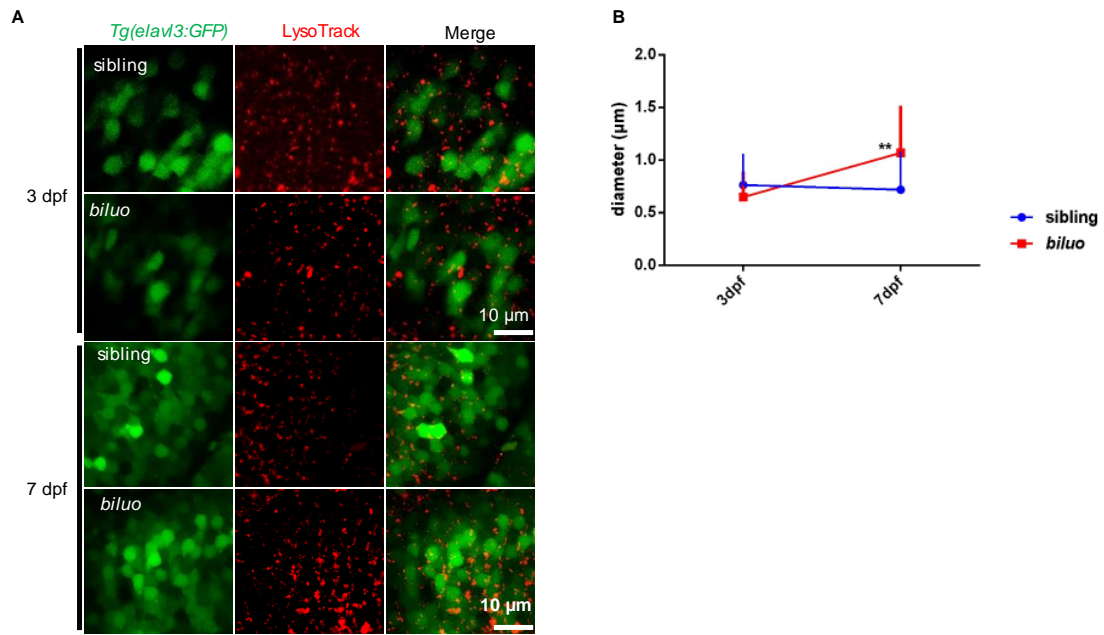 A
Tg(elavl3:GFP) LysoTrack Merge
3 dpf
sibling
biluo
10 µm
7 dpf
sibling
biluo
10 µm
B
diameter (µm)
2.0
1.5
1.0
0.5
0.0
**
3dpf 7dpf
sibling
biluo